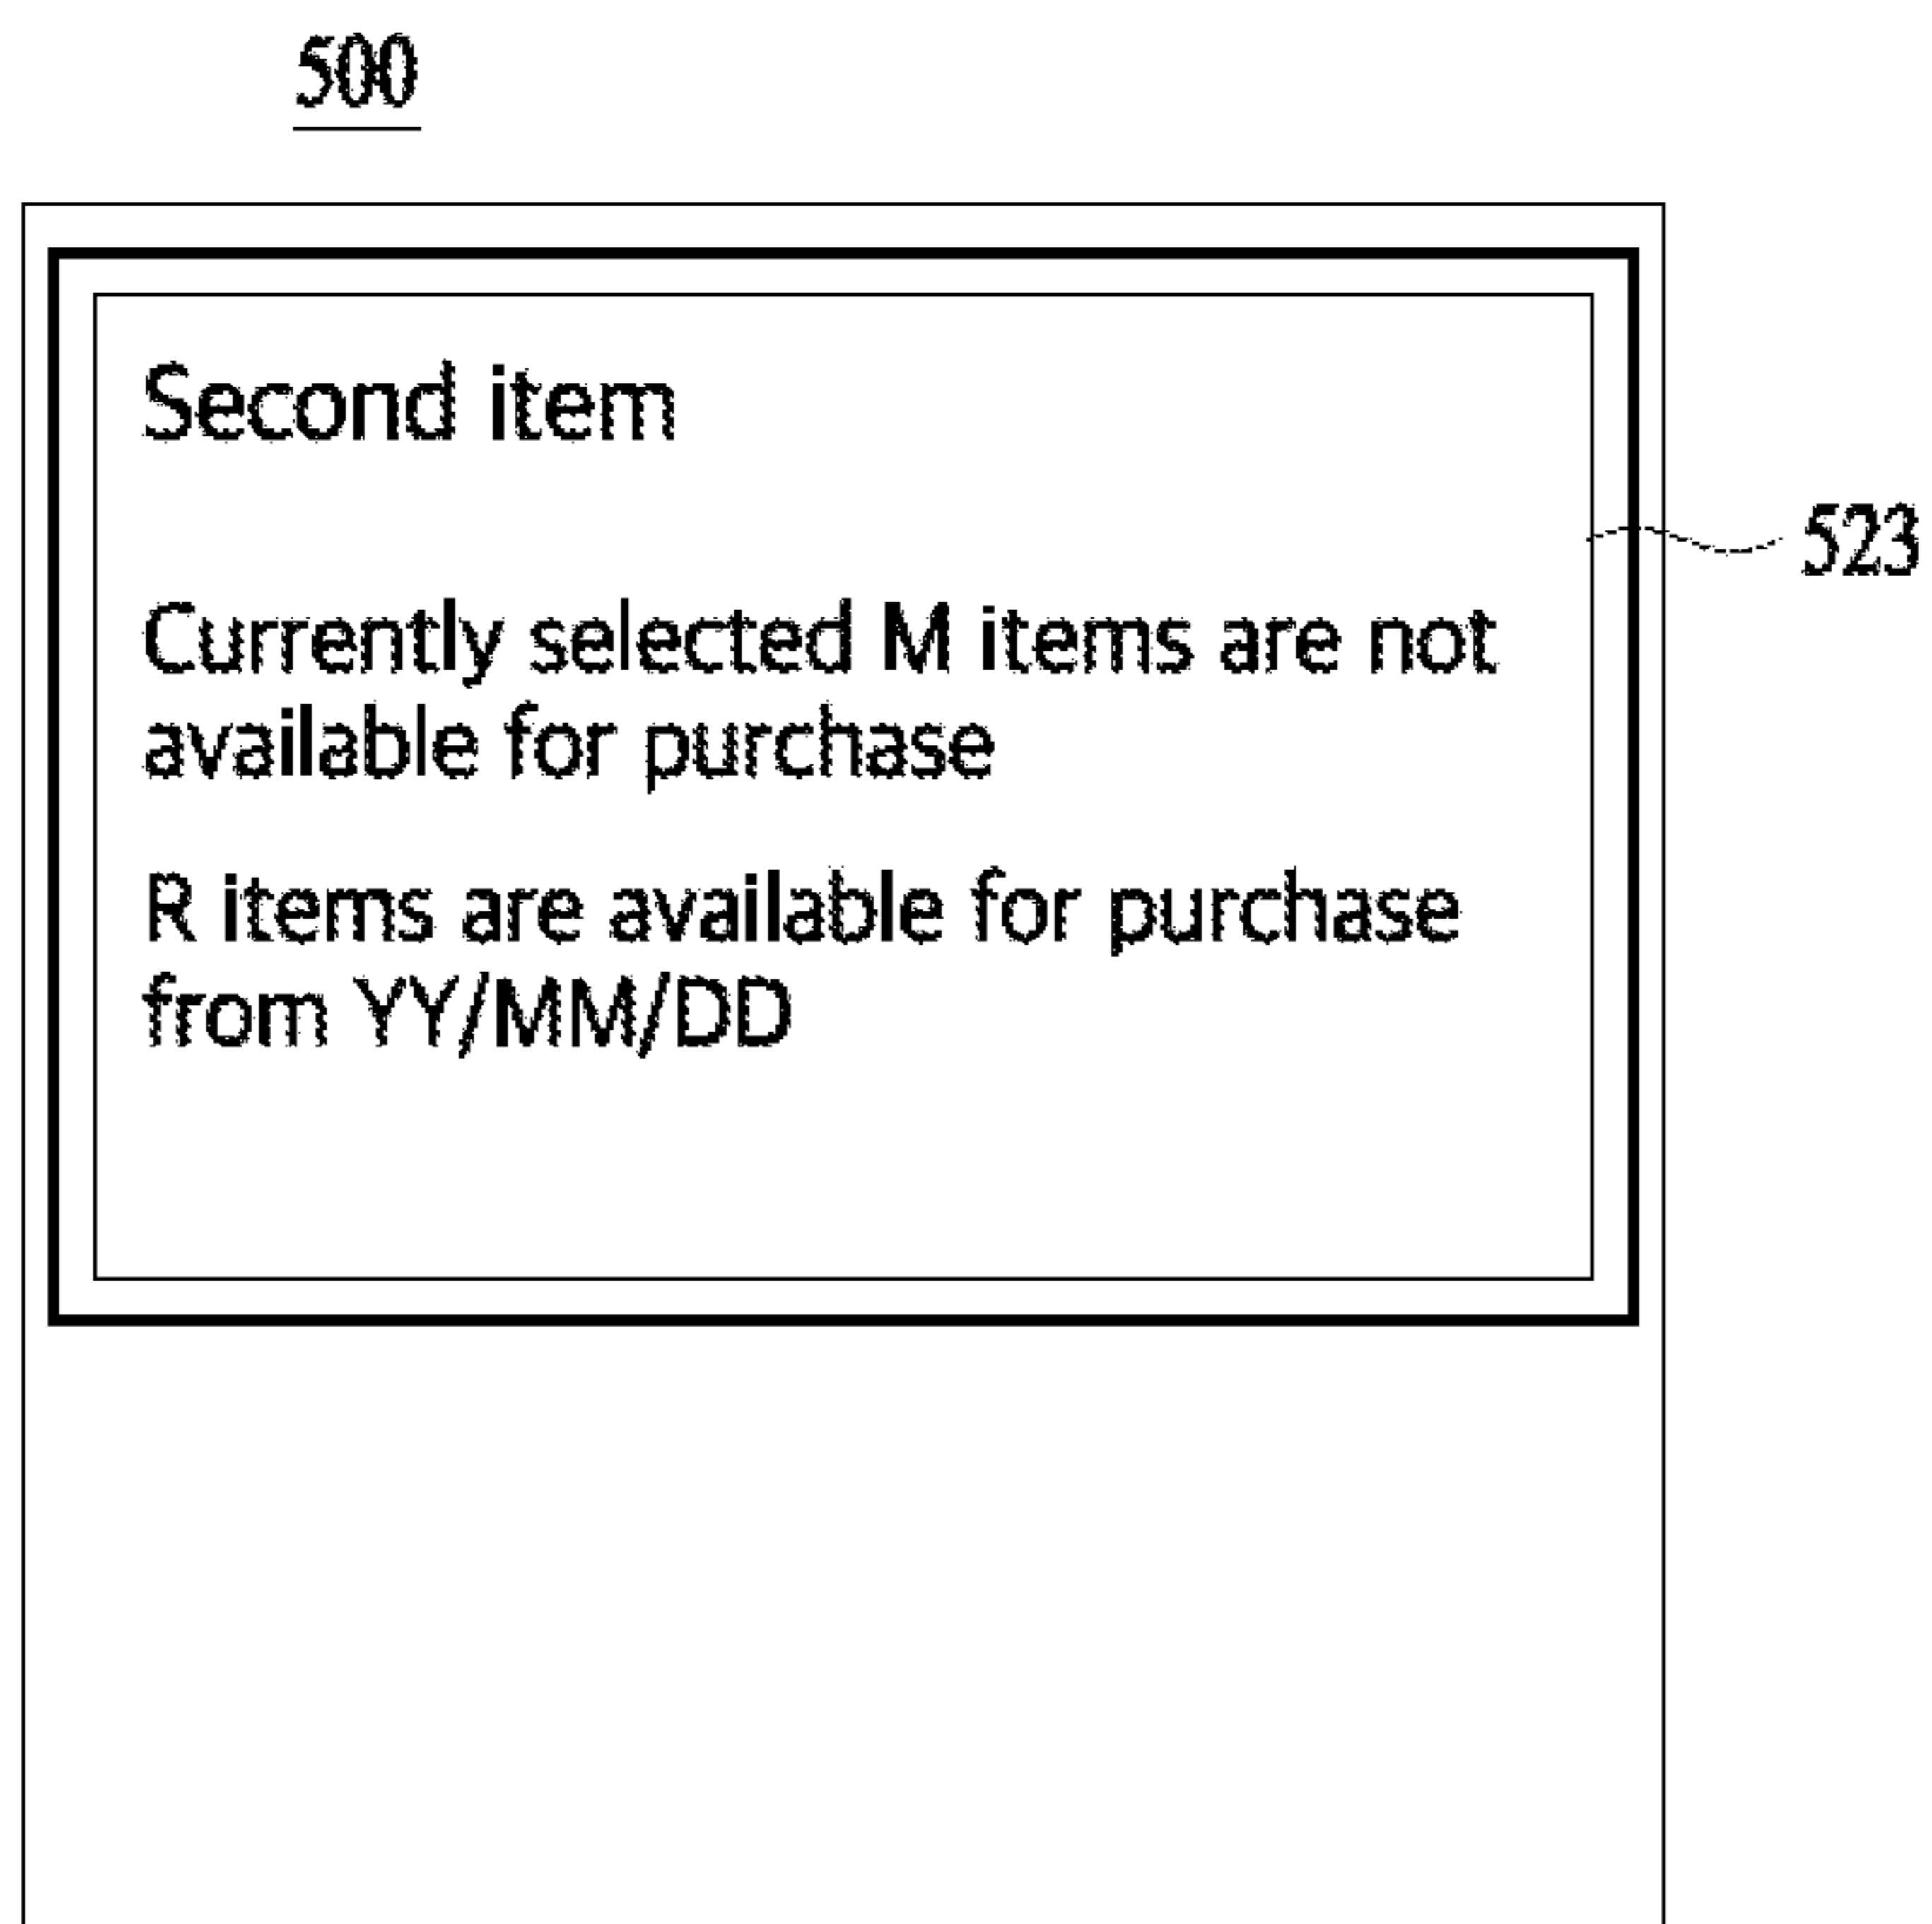 500
Second item
523
Currently selected M items are not
available for purchase
R items are available for purchase
from YY/MM/DD